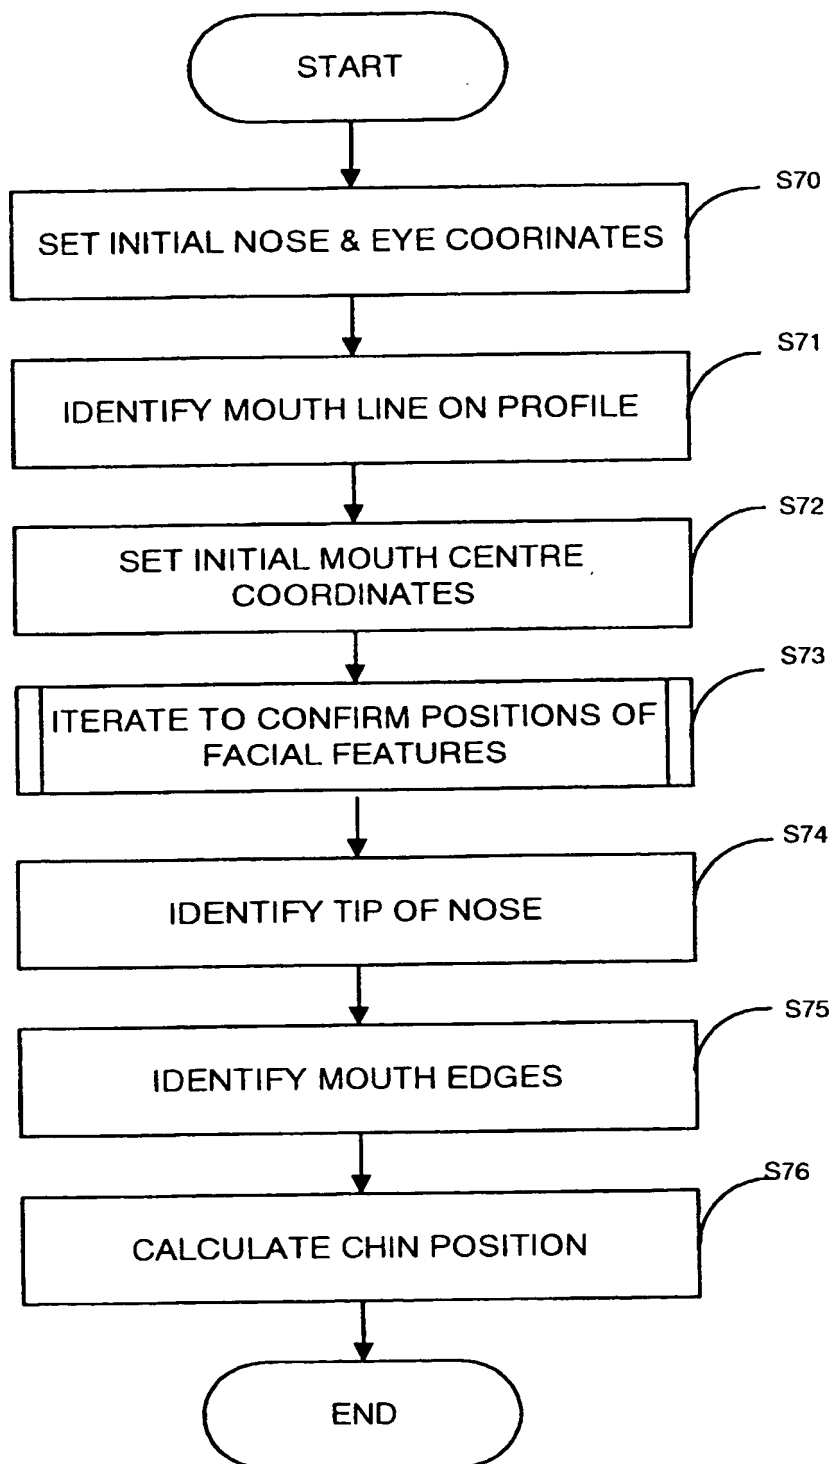 START
S70
SET INITIAL NOSE & EYE COORINATES
S71
IDENTIFY MOUTH LINE ON PROFILE
S72
SET INITIAL MOUTH CENTRE
COORDINATES
S73
ITERATE TO CONFIRM POSITIONS OF
FACIAL FEATURES
S74
IDENTIFY TIP OF NOSE
S75
IDENTIFY MOUTH EDGES
S76
CALCULATE CHIN POSITION
END